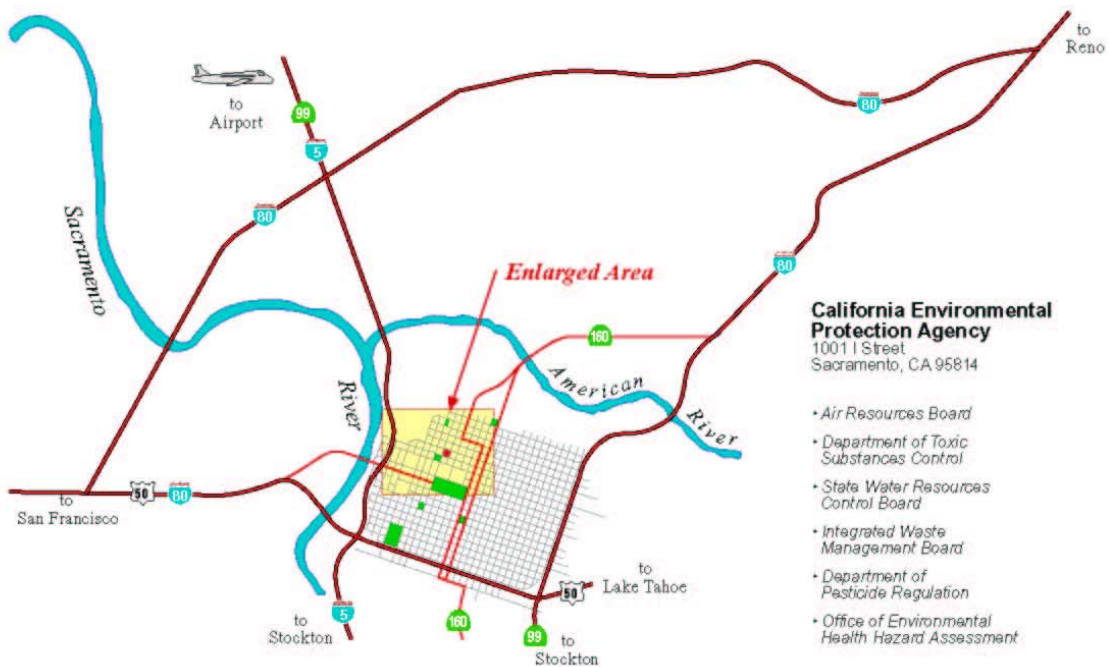 to
Reno
to
Airport
99
5
80
80
80
Sacramento
Enlarged Area
160
American
River
River
California Environmental
Protection Agency
1001 I Street
Sacramento, CA 95814
• Air Resources Board
• Department of Toxic
Substances Control
• State Water Resources
Control Board
• Integrated Waste
Management Board
• Department of
Pesticide Regulation
• Office of Environmental
Health Hazard Assessment
50
80
to
San Francisco
to
Lake Tahoe
50
to
Stockton
5
160
99
to
Stockton